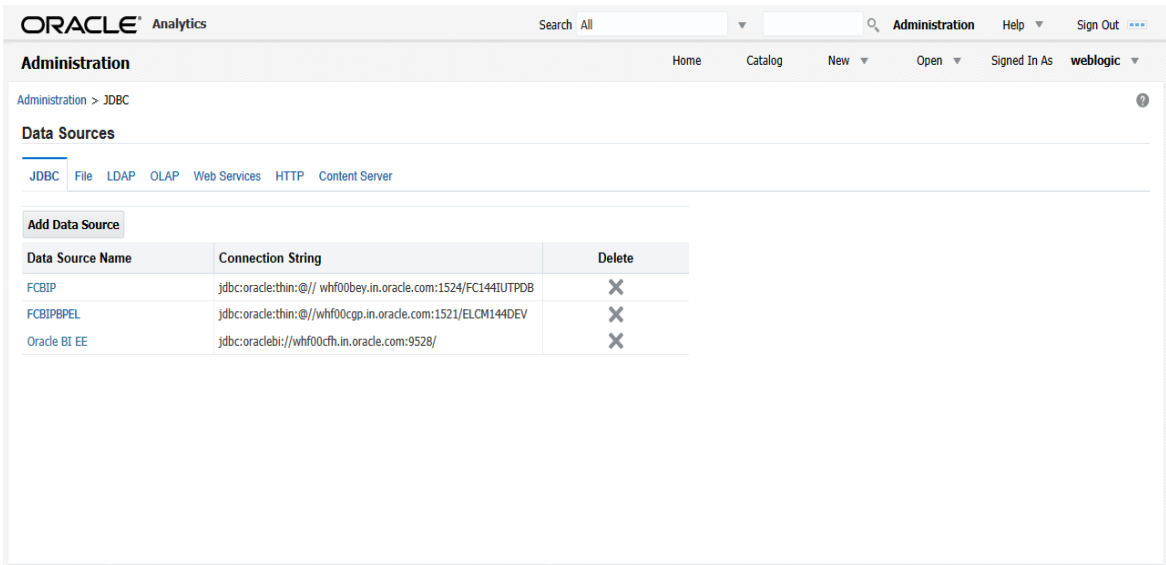 ORACLE Analytics Search All Administration Help Sign Out
Administration Home Catalog New Open Signed In As weblogic
Administration > JDBC
Data Sources
JDBC File LDAP OLAP Web Services HTTP Content Server
Add Data Source
Data Source Name Connection String Delete
FCBIP jdbc:oracle:thin:@// whf00bey.in.oracle.com:1524/FC144IUTPDB
FCBIPBPEL jdbc:oracle:thin:@//whf00cgp.in.oracle.com:1521/ELCM144DEV
Oracle BI EE jdbc:oraclebi://whf00cfh.in.oracle.com:9528/